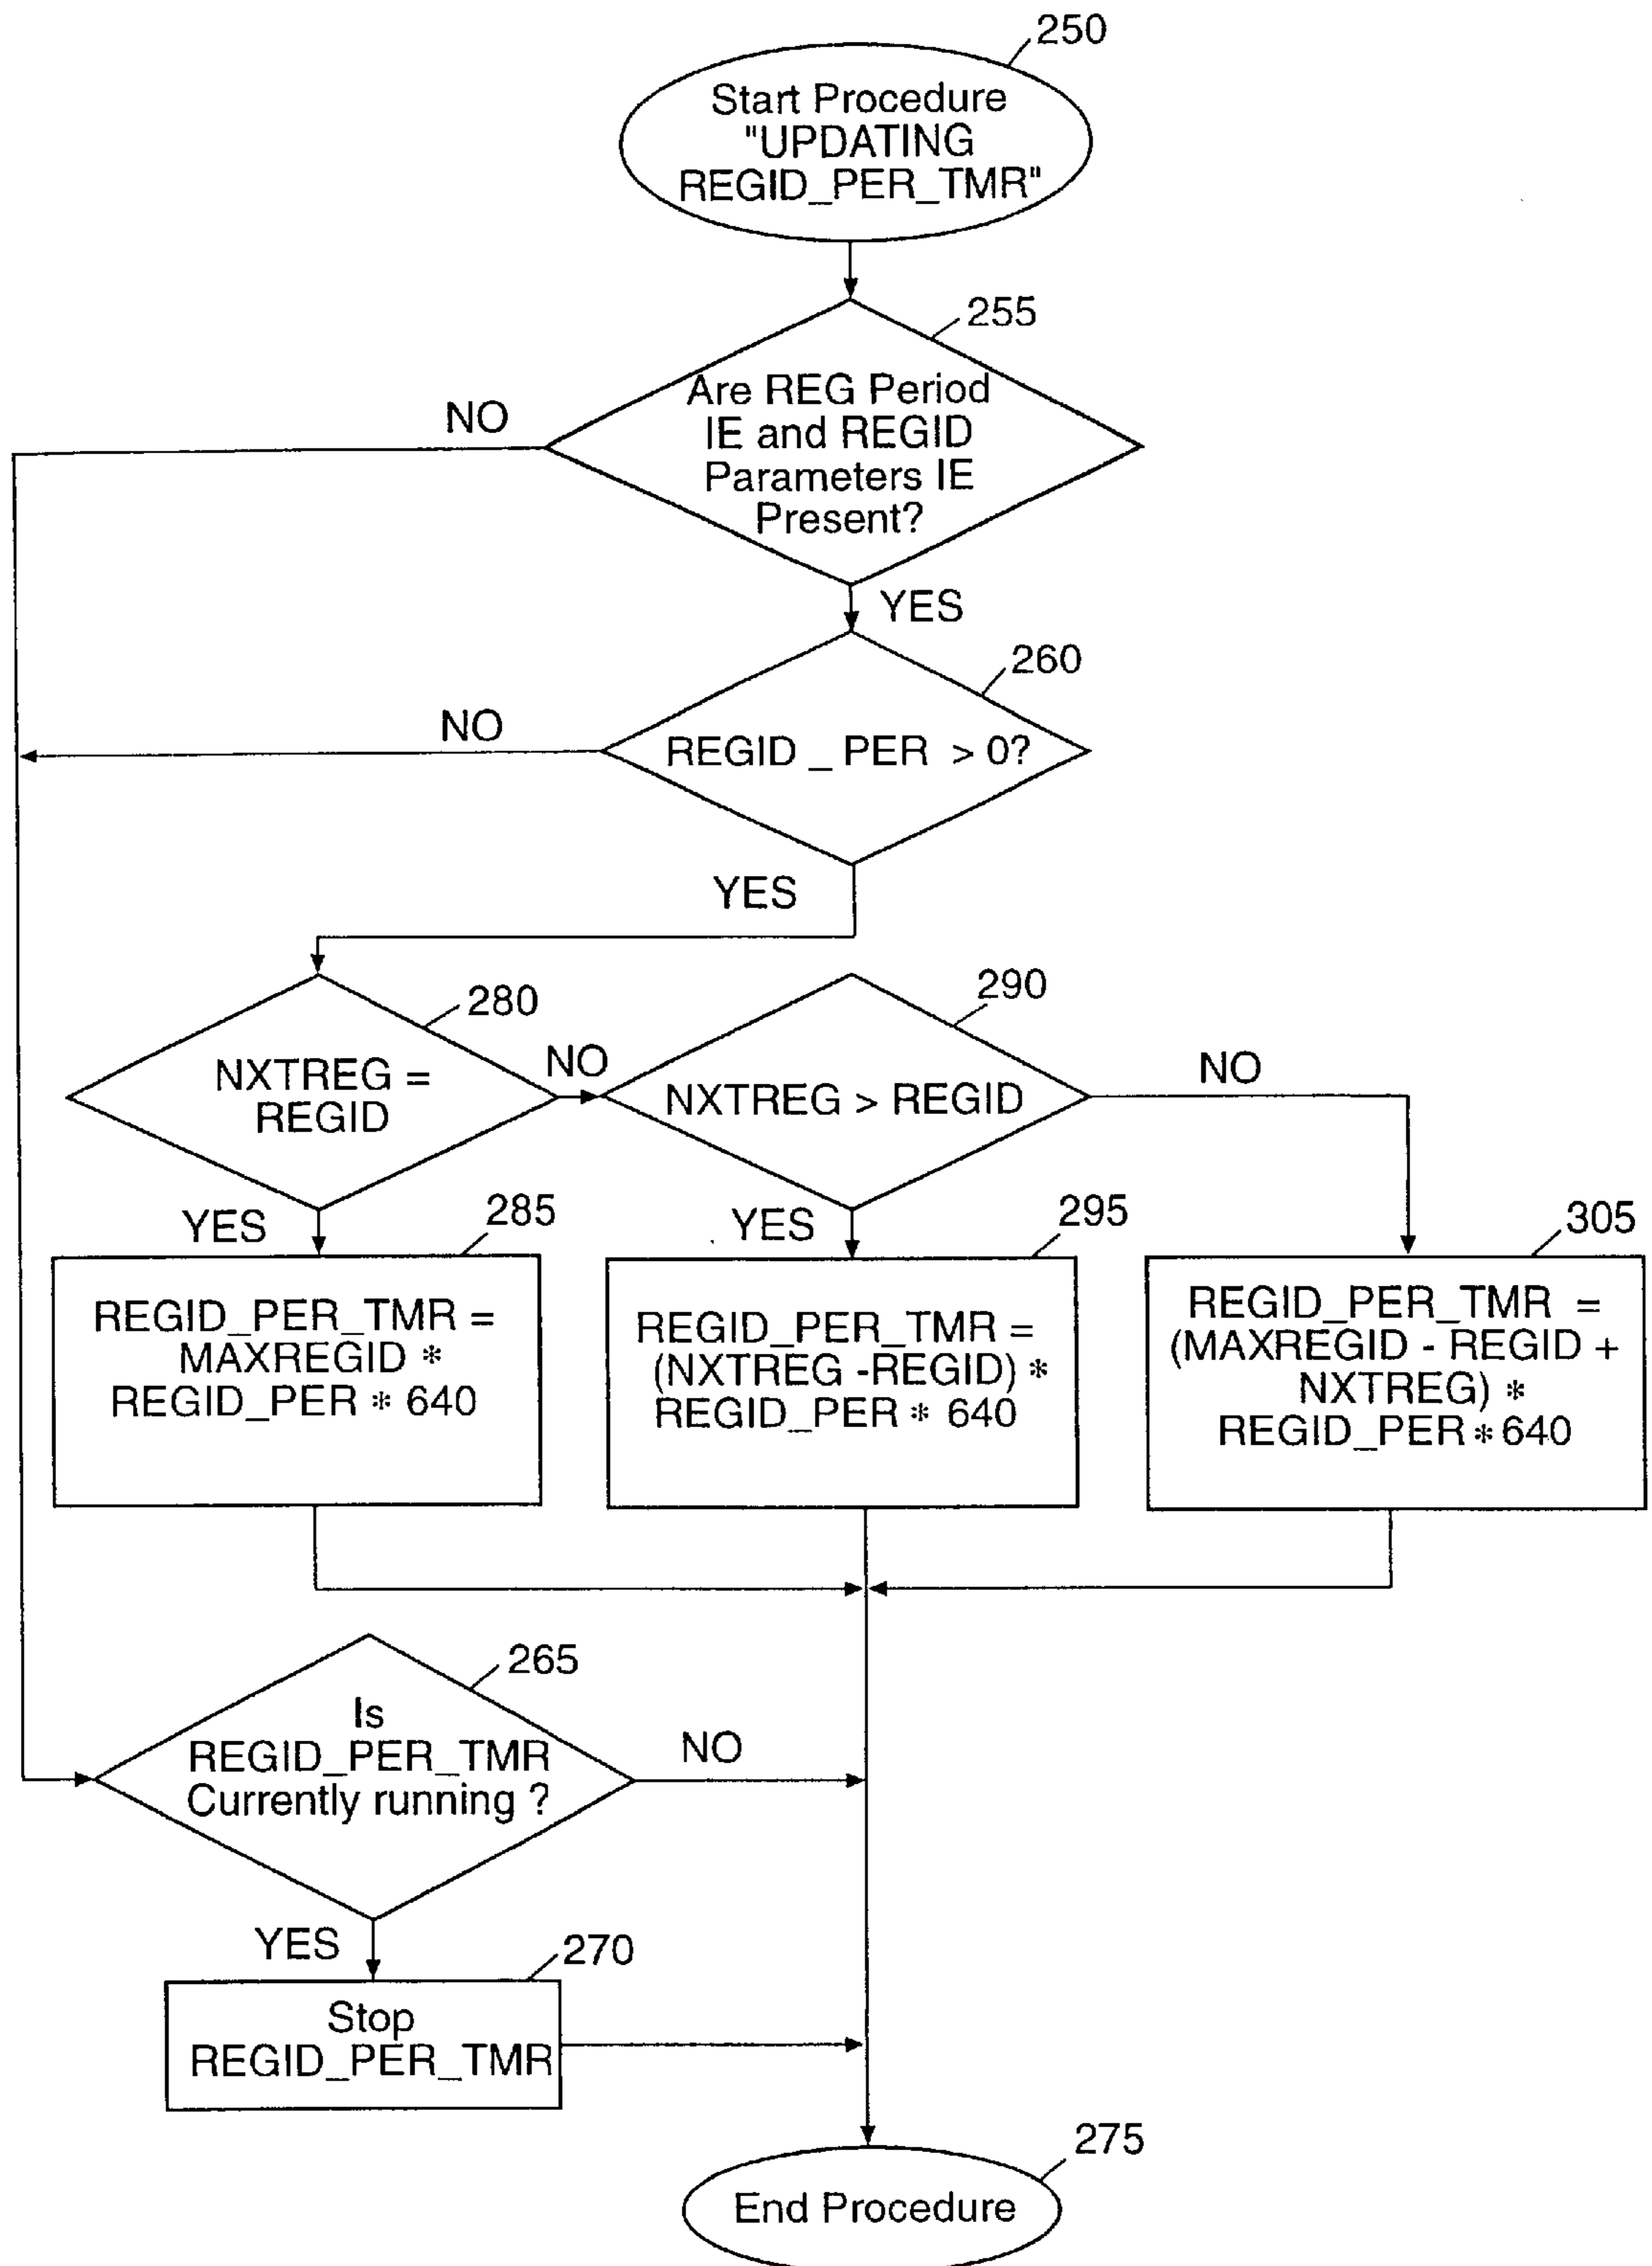 250
Start Procedure
"UPDATING
REGID_PER_TMR"
255
Are REG Period
IE and REGID
Parameters IE
Present?
NO
YES
260
REGID _ PER > 0?
NO
YES
280
NXTREG =
REGID
NO
290
NXTREG > REGID
NO
YES
285
REGID_PER_TMR =
MAXREGID *
REGID_PER * 640
YES
295
REGID_PER_TMR =
(NXTREG -REGID) *
REGID_PER * 640
305
REGID_PER_TMR =
(MAXREGID - REGID +
NXTREG) *
REGID_PER * 640
265
Is
REGID_PER_TMR
Currently running ?
NO
YES
270
Stop
REGID_PER_TMR
275
End Procedure